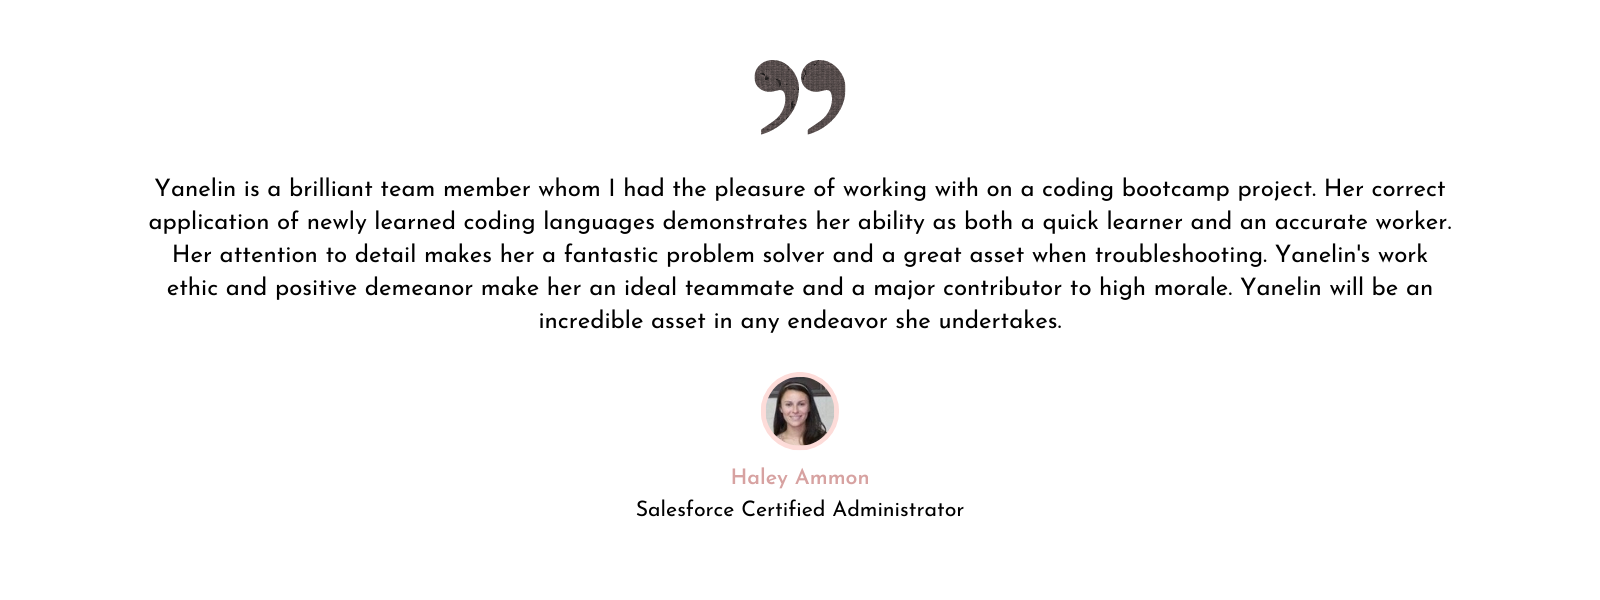 ”
Yanelin is a brilliant team member whom I had the pleasure of working with on a coding bootcamp project. Her correct
application of newly learned coding languages demonstrates her ability as both a quick learner and an accurate worker.
Her attention to detail makes her a fantastic problem solver and a great asset when troubleshooting. Yanelin's work
ethic and positive demeanor make her an ideal teammate and a major contributor to high morale. Yanelin will be an
incredible asset in any endeavor she undertakes.
Haley Ammon
Salesforce Certified Administrator